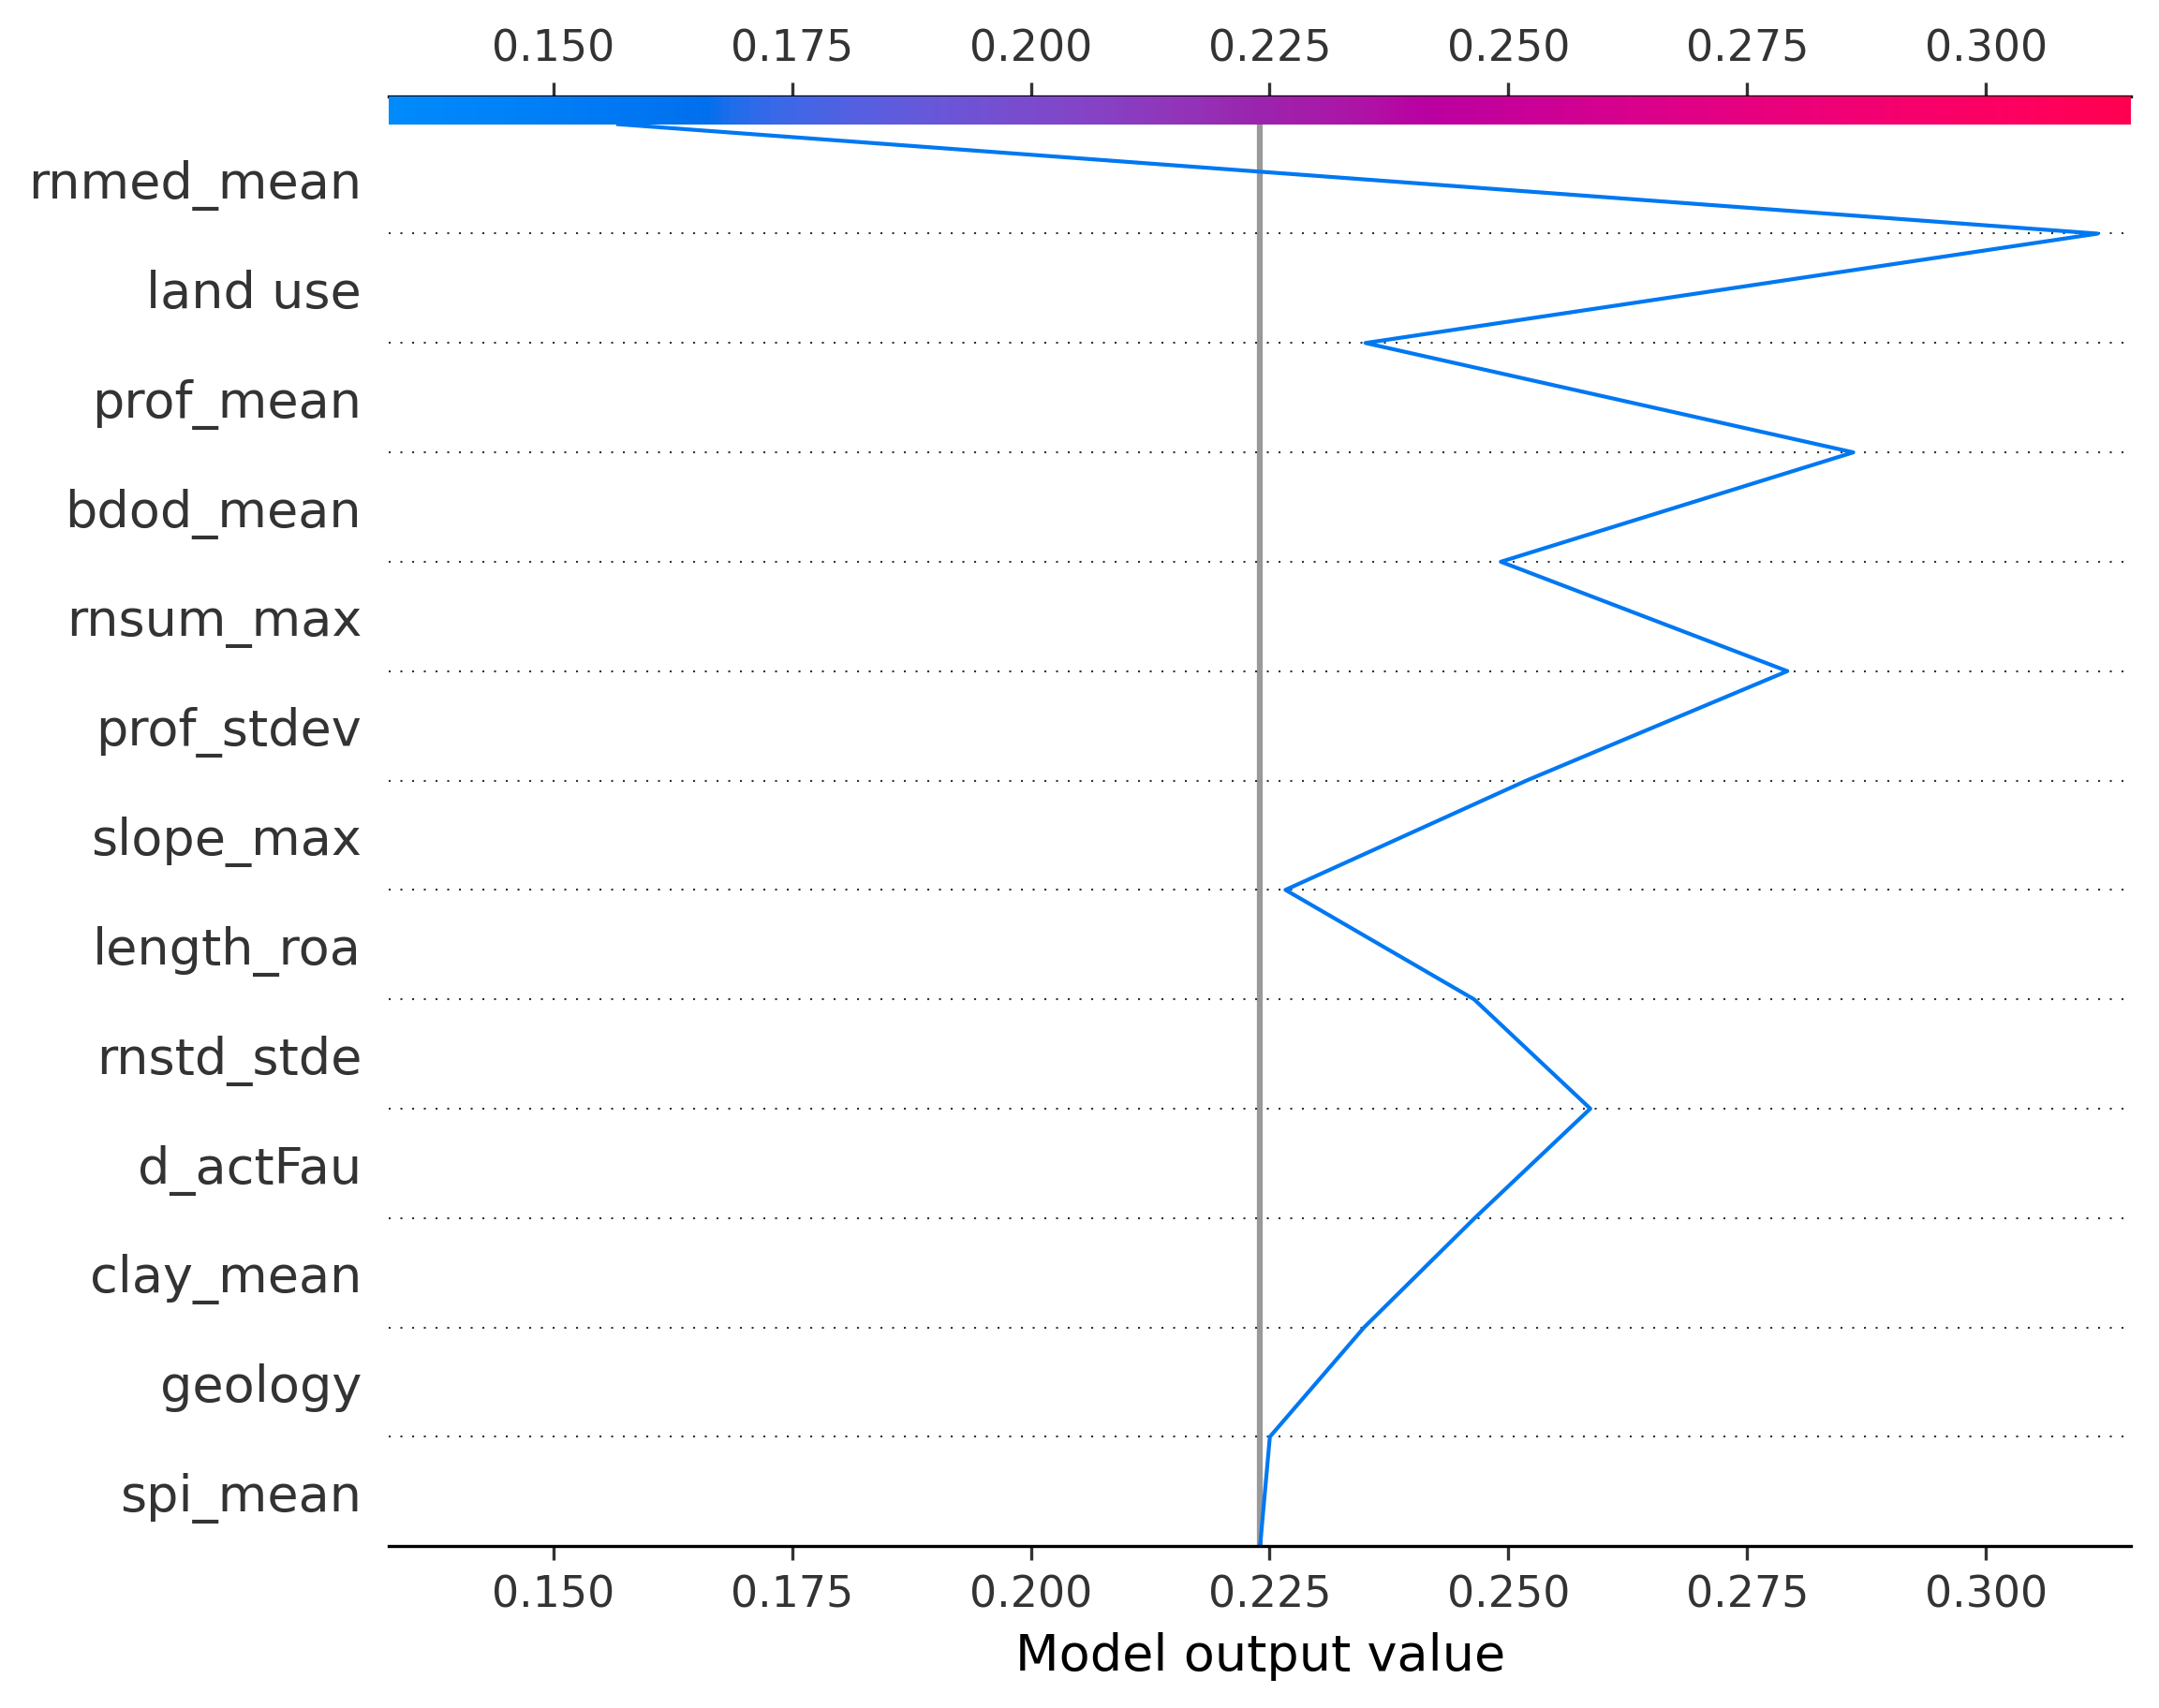 0.150 0.175 0.200 0.225 0.250 0.275 0.300
rnmed_mean
land use
prof_mean
bdod_mean
rnsum_max
prof_stdev
slope_max
length_roa
rnstd_stde
d_actFau
clay_mean
geology
spi_mean
0.150 0.175 0.200 0.225 0.250 0.275 0.300
Model output value